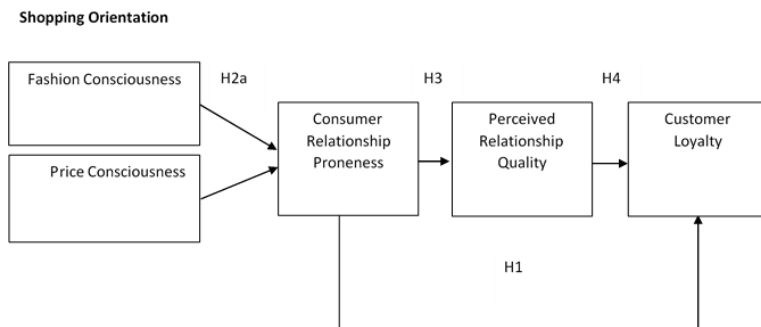 Shopping Orientation
Fashion Consciousness
H2a
H3
H4
Consumer
Relationship
Proneness
Perceived
Relationship
Quality
Customer
Loyalty
Price Consciousness
H1